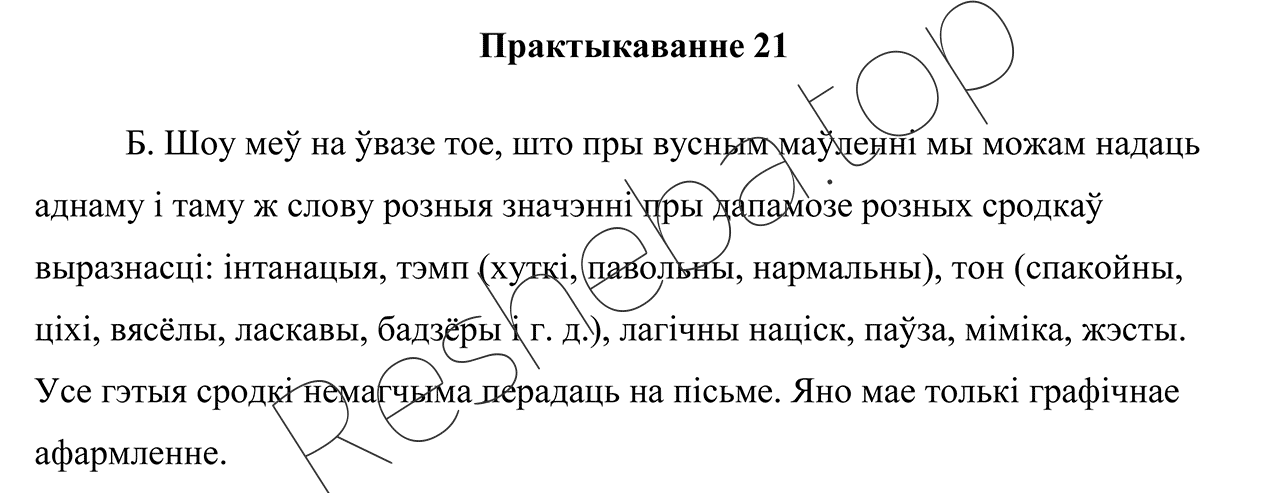 Практыкаванне 21
Б. Шоу меў на ўвазе тое, што пры вусным маўленні мы можам надаць
аднаму і таму ж слову розныя значэнні пры дапамозе розных сродкаў
выразнасці: інтанацыя, тэмп (хуткі, павольны, нармальны), тон (спакойны,
ціхі, вясёлы, ласкавы, бадзёры і г. д.), лагічны націск, паўза, міміка, жэсты.
Усе гэтыя сродкі немагчыма перадаць на пісьме. Яно мае толькі графічнае
афармленне.
Resheba.top